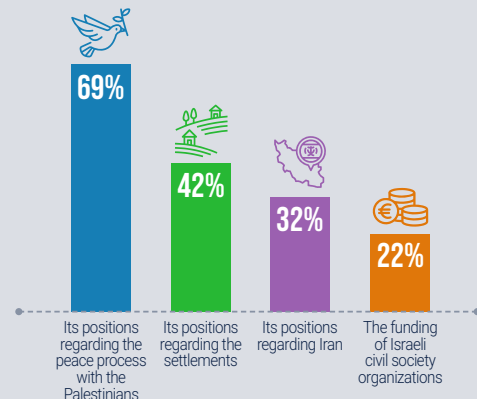 69%
42%
32%
22%
Its positions
regarding the
peace process
with the
Palestinians
Its positions
regarding the
settlements
Its positions
regarding Iran
The funding
of Israeli
civil society
organizations